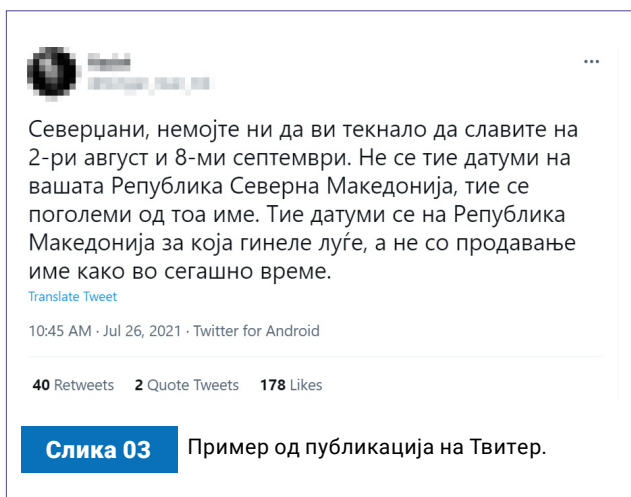 Северџани, немојте ни да ви текнало да славите на
2-ри август и 8-ми септември. Не се тие датуми на
вашата Република Северна Македонија, тие се
поголеми од тоа име. Тие датуми се на Република
Македонија за која гинеле луѓе, а не со продавање
име како во сегашно време.
Translate Tweet
10:45 AM · Jul 26, 2021 · Twitter for Android
40 Retweets 2 Quote Tweets 178 Likes
Слика 03 Пример од публикација на Твитер.